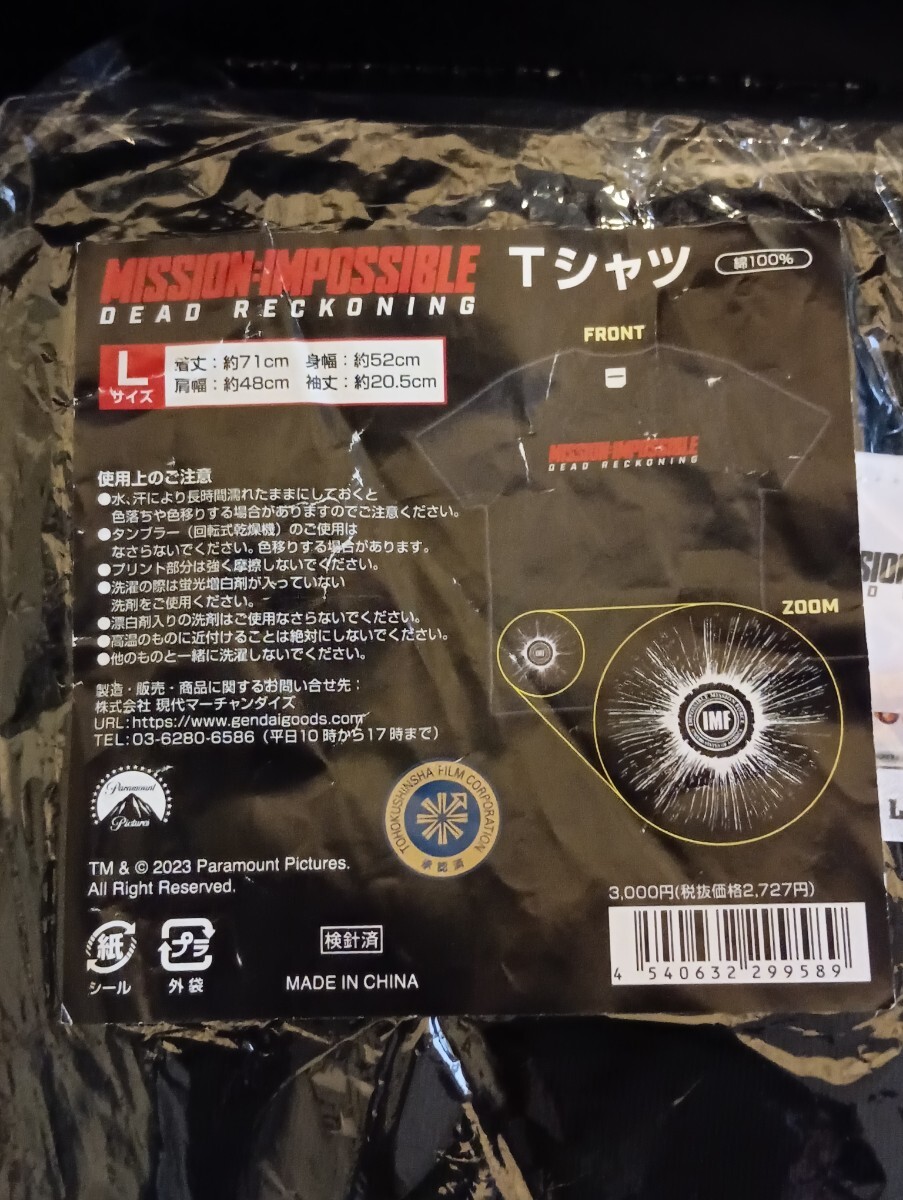 MISSION:IMPOSSIBLE
DEAD RECKONING
Tシャツ
綿100%
L
サイズ
着丈:約71cm 身幅:約52cm
肩幅:約48cm 袖丈:約20.5cm
FRONT
MISSION:IMPOSSIBLE
DEAD RECKONING
使用上のご注意
●水、汗により長時間濡れたままにしておくと
色落ちや色移りする場合がありますのでご注意ください。
●タンブラー(回転式乾燥機)のご使用は
なさらないでください。色移りする場合があります。
●プリント部分は強く摩擦しないでください。
●洗濯の際は蛍光増白剤が入っていない
洗剤をご使用ください。
●漂白剤入りの洗剤はご使用なさらないでください。
●高温のものに近付けることは絶対にしないでください。
●他のものと一緒に洗濯しないでください。
ZOOM
IMF
IMF
製造・販売・商品に関するお問い合せ先:
株式会社 現代マーチャンダイズ
URL:https://www.gendaigoods.com
TEL:03-6280-6586(平日10時から17時まで)
Paramount
Pictures
TOHOKUSHINSHA FILM CORPORATION
承認済
TM & © 2023 Paramount Pictures.
All Right Reserved.
3,000円(税抜価格2,727円)
4 540632 299589
紙
シール
プラ
外袋
検針済
MADE IN CHINA